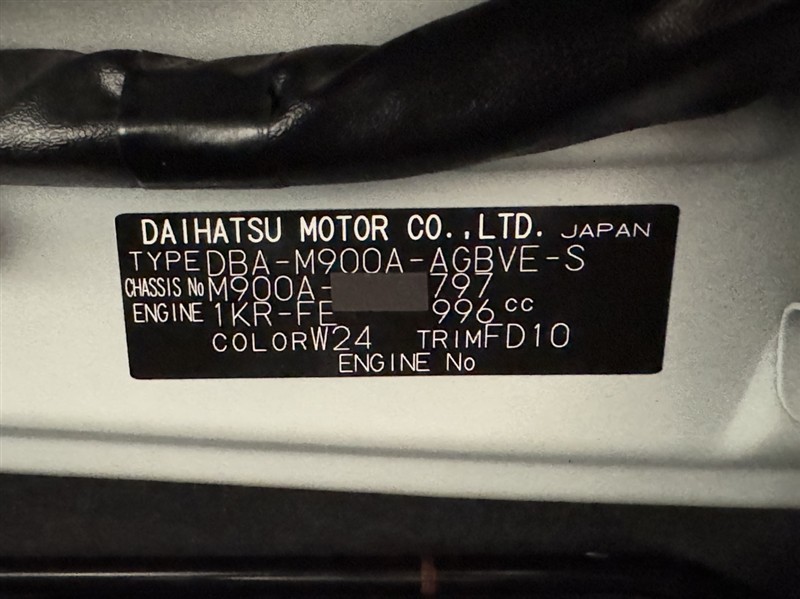 DAIHATSU MOTOR CO.,LTD. JAPAN
TYPE DBA-M900A-AGBVE-S
CHASSIS No M900A- 797
ENGINE 1KR-FE 996 cc
COLOR W24 TRIM FD10
ENGINE No